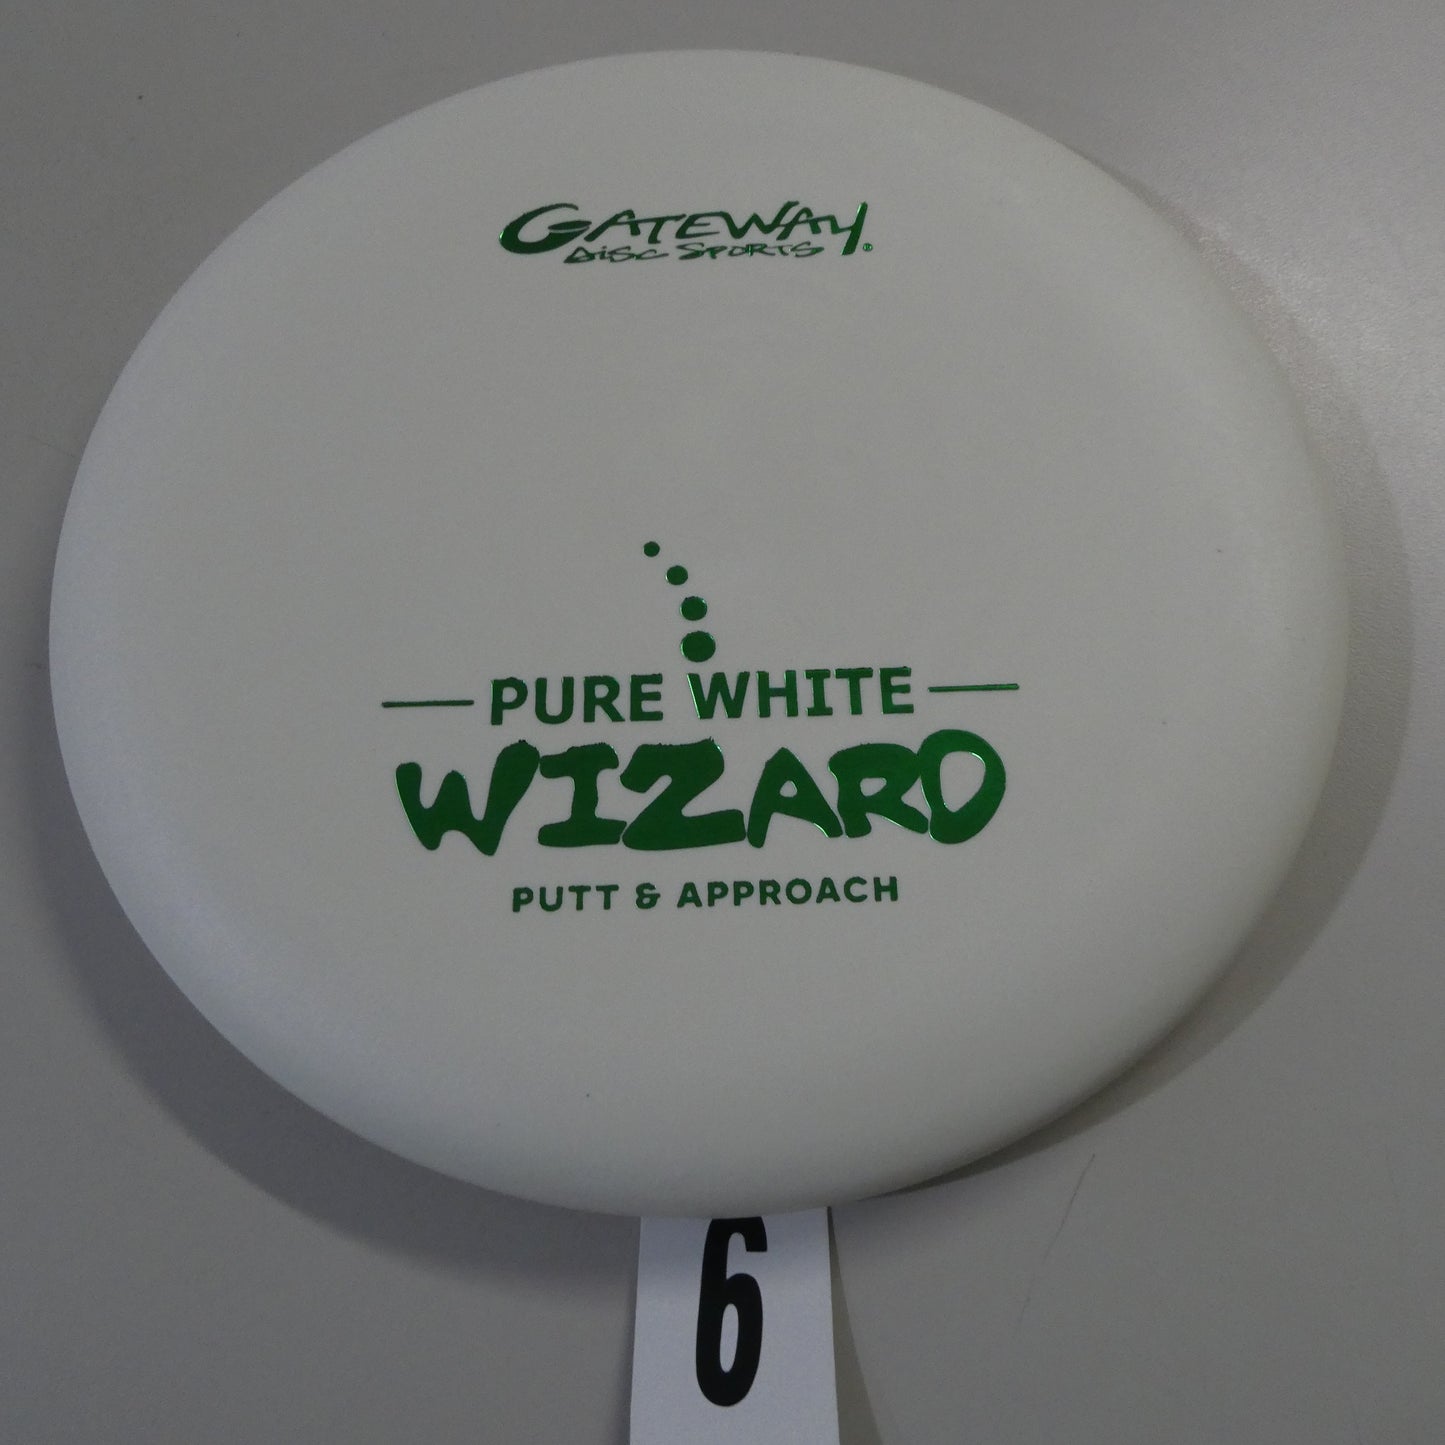 GATEWAY®
DISC SPORTS
PURE WHITE
WIZARD
PUTT & APPROACH
6